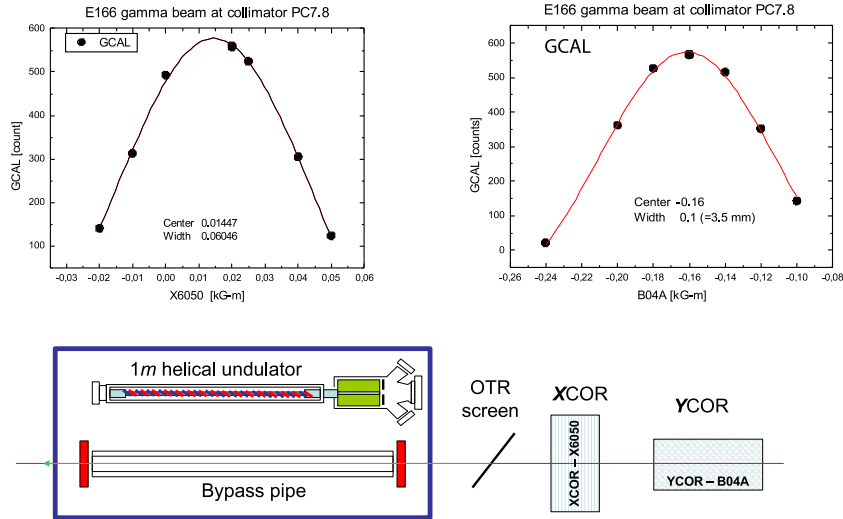 E166 gamma beam at collimator PC7.8
600
500
400
300
200
100
GCAL [count]
GCAL
Center 0.01447
Width 0.06046
-0,03 -0,02 -0,01 0,00 0,01 0,02 0,03 0,04 0,05 0,06
X6050 [kG-m]
E166 gamma beam at collimator PC7.8
600
500
400
300
200
100
0
GCAL [counts]
GCAL
Center -0.16
Width 0.1 (=3.5 mm)
-0,26 -0,24 -0,22 -0,20 -0,18 -0,16 -0,14 -0,12 -0,10 -0,08
B04A [kG-m]
1m helical undulator
Bypass pipe
OTR
screen
XCOR
XCOR – X6050
YCOR
YCOR – B04A